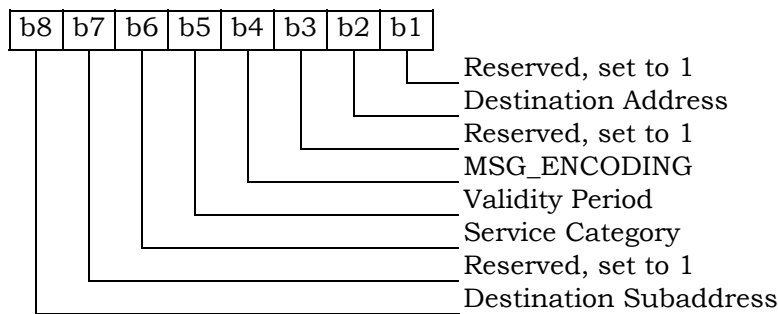 b8 b7 b6 b5 b4 b3 b2 b1
Reserved, set to 1
Destination Address
Reserved, set to 1
MSG_ENCODING
Validity Period
Service Category
Reserved, set to 1
Destination Subaddress